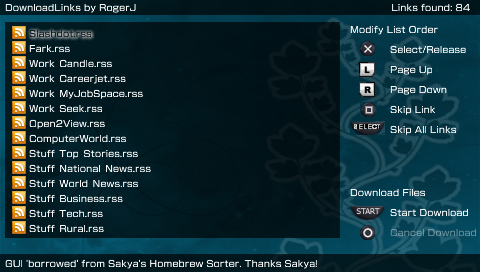 DownloadLinks by RogerJ
Links found: 84
Slashdot.rss
Fark.rss
Work Candle.rss
Work Careerjet.rss
Work MyJobSpace.rss
Work Seek.rss
Open2View.rss
ComputerWorld.rss
Stuff Top Stories.rss
Stuff National News.rss
Stuff World News.rss
Stuff Business.rss
Stuff Tech.rss
Stuff Rural.rss
Modify List Order
Select/Release
L Page Up
R Page Down
Skip Link
SELECT Skip All Links
Download Files
START Start Download
Cancel Download
GUI 'borrowed' from Sakya's Homebrew Sorter. Thanks Sakya!